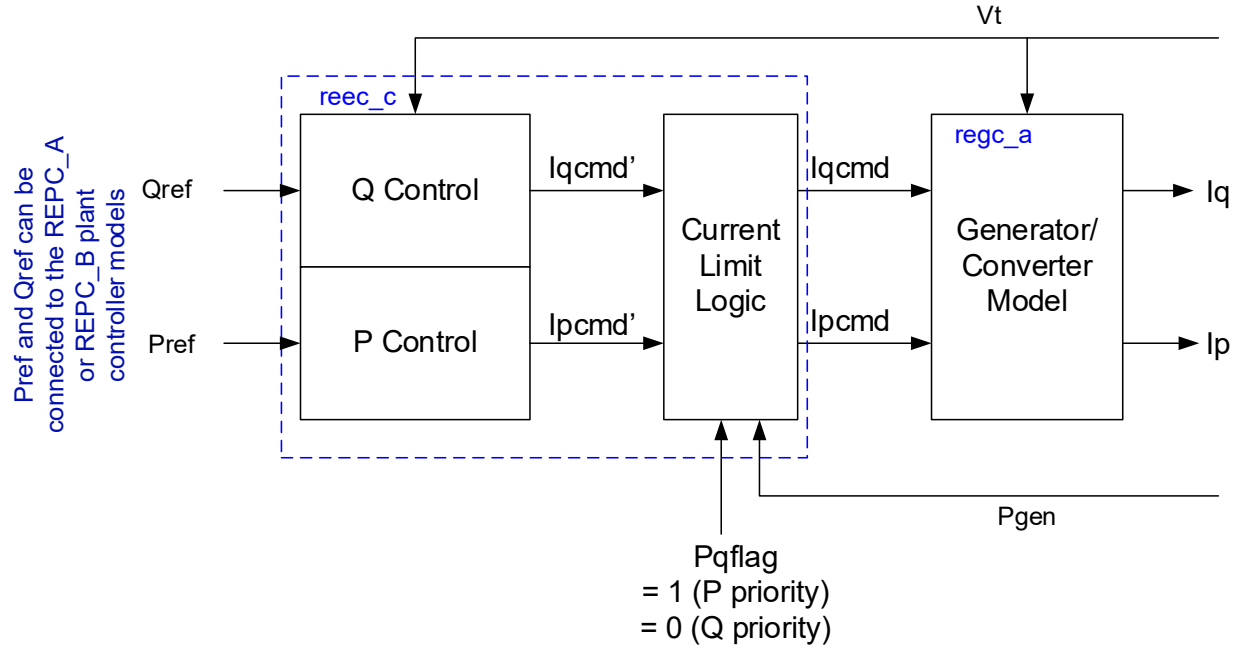 Vt
reec_c
regc_a
Pref and Qref can be
connected to the REPC_A
or REPC_B plant
controller models
Qref
Q Control
Iqcmd’
Iqcmd
Iq
Current
Limit
Logic
Generator/
Converter
Model
Pref
P Control
Ipcmd’
Ipcmd
Ip
Pgen
Pqflag
= 1 (P priority)
= 0 (Q priority)